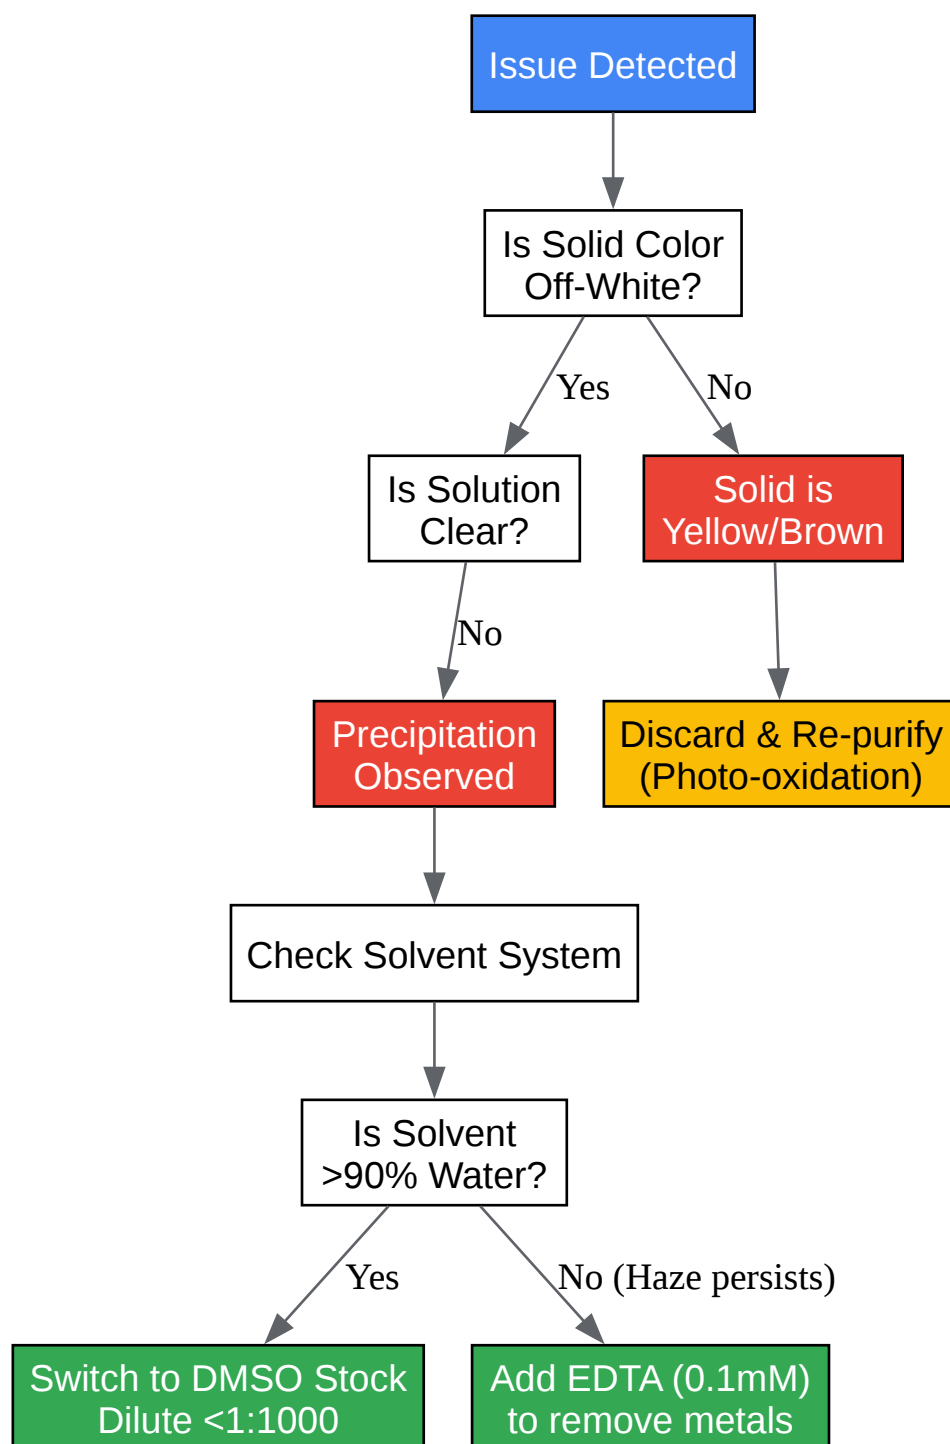 Issue Detected
Is Solid Color
Off-White?
Yes
No
Is Solution
Clear?
Solid is
Yellow/Brown
No
Precipitation
Observed
Discard & Re-purify
(Photo-oxidation)
Check Solvent System
Is Solvent
>90% Water?
Yes
No (Haze persists)
Switch to DMSO Stock
Dilute <1:1000
Add EDTA (0.1mM)
to remove metals